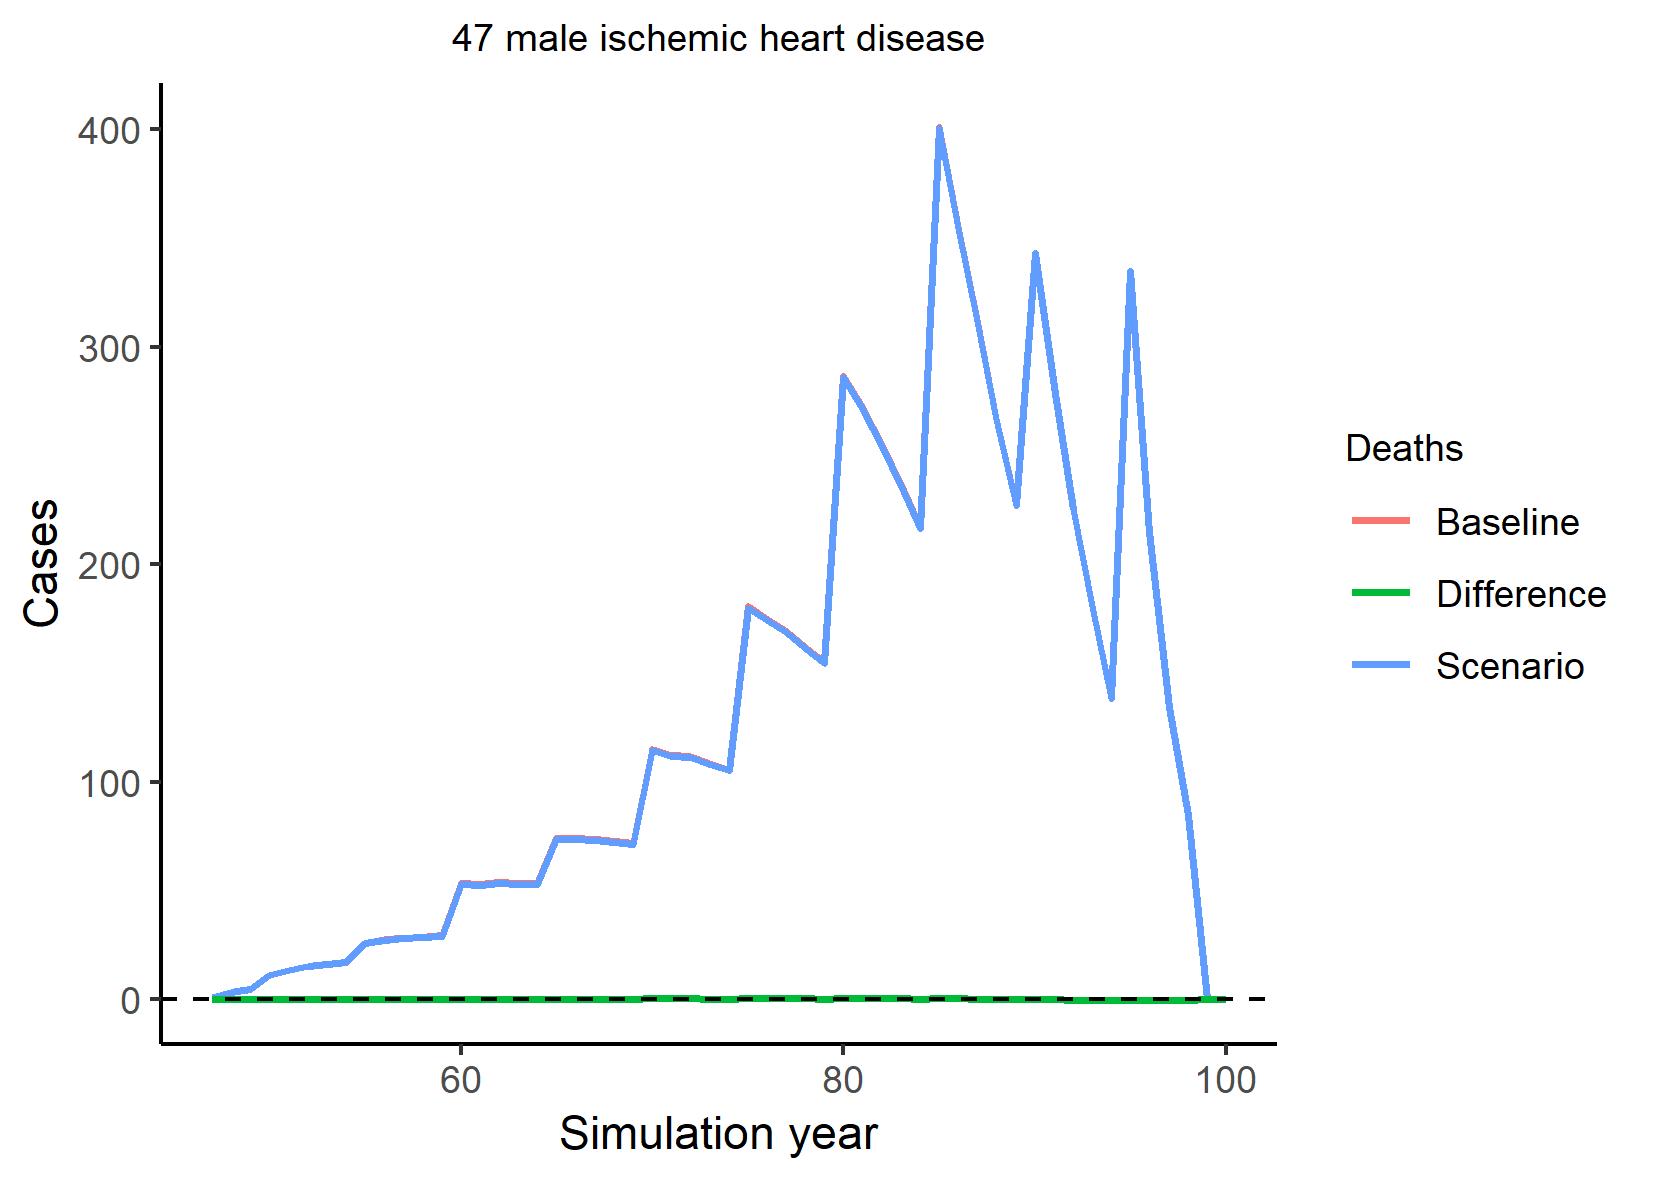 47 male ischemic heart disease
400
300
200
100
0
Cases
60
80
100
Simulation year
Deaths
Baseline
Difference
Scenario